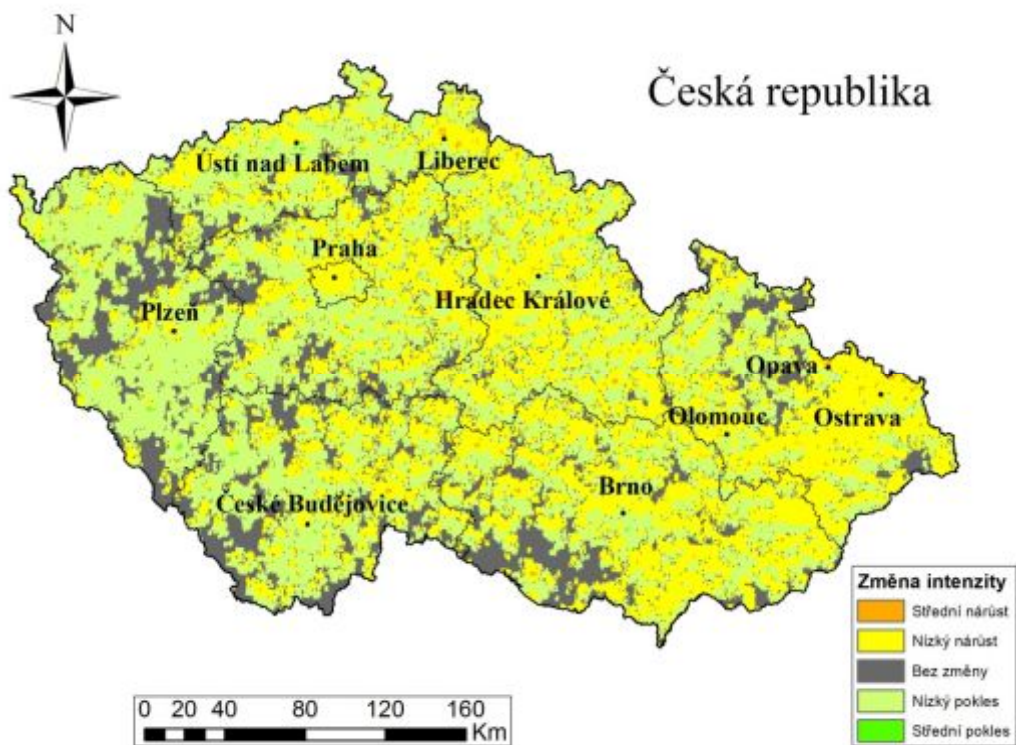 N
Česká republika
Ústí nad Labem
Liberec
Praha
Hradec Králové
Plzeň
Opava
Ostrava
Olomouc
Brno
České Budějovice
Změna intenzity
Střední nárůst
Nízký nárůst
Bez změny
Nízký pokles
Střední pokles
0 20 40 80 120 160
Km